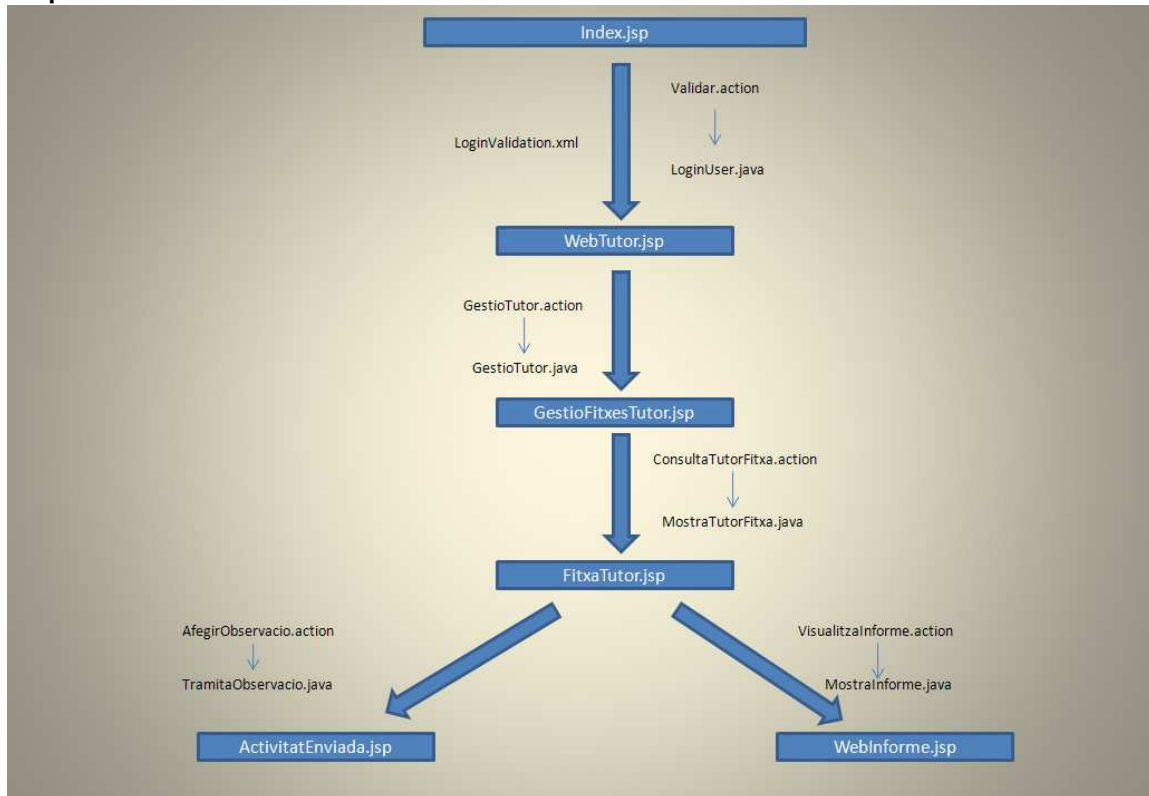 Index.jsp
Validar.action
LoginValidation.xml
LoginUser.java
WebTutor.jsp
GestioTutor.action
GestioTutor.java
GestioFitxesTutor.jsp
ConsultaTutorFitxa.action
MostraTutorFitxa.java
FitxaTutor.jsp
AfegirObservacio.action
VisualitzaInforme.action
TramitaObservacio.java
MostraInforme.java
ActivitatEnviada.jsp
WebInforme.jsp